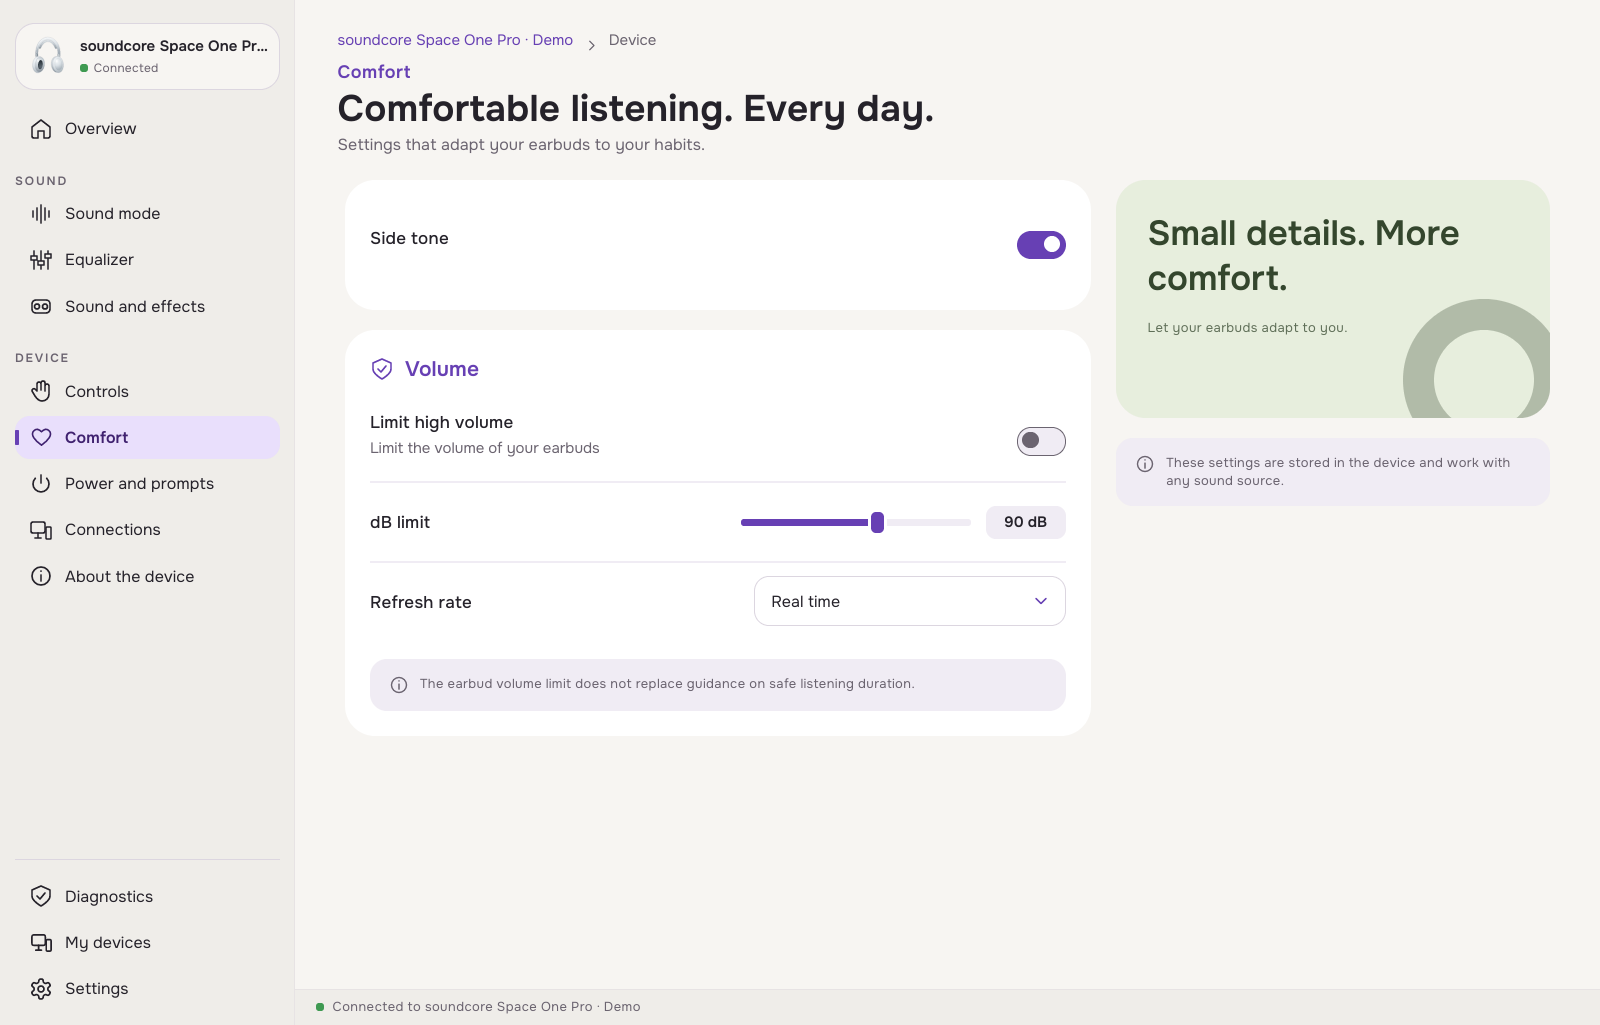 soundcore Space One Pr...
Connected
Overview
SOUND
Sound mode
Equalizer
Sound and effects
DEVICE
Controls
Comfort
Power and prompts
Connections
About the device
Diagnostics
My devices
Settings
soundcore Space One Pro · Demo > Device
Comfort
Comfortable listening. Every day.
Settings that adapt your earbuds to your habits.
Side tone
Volume
Limit high volume
Limit the volume of your earbuds
dB limit
90 dB
Refresh rate
Real time
The earbud volume limit does not replace guidance on safe listening duration.
Small details. More
comfort.
Let your earbuds adapt to you.
These settings are stored in the device and work with
any sound source.
Connected to soundcore Space One Pro · Demo